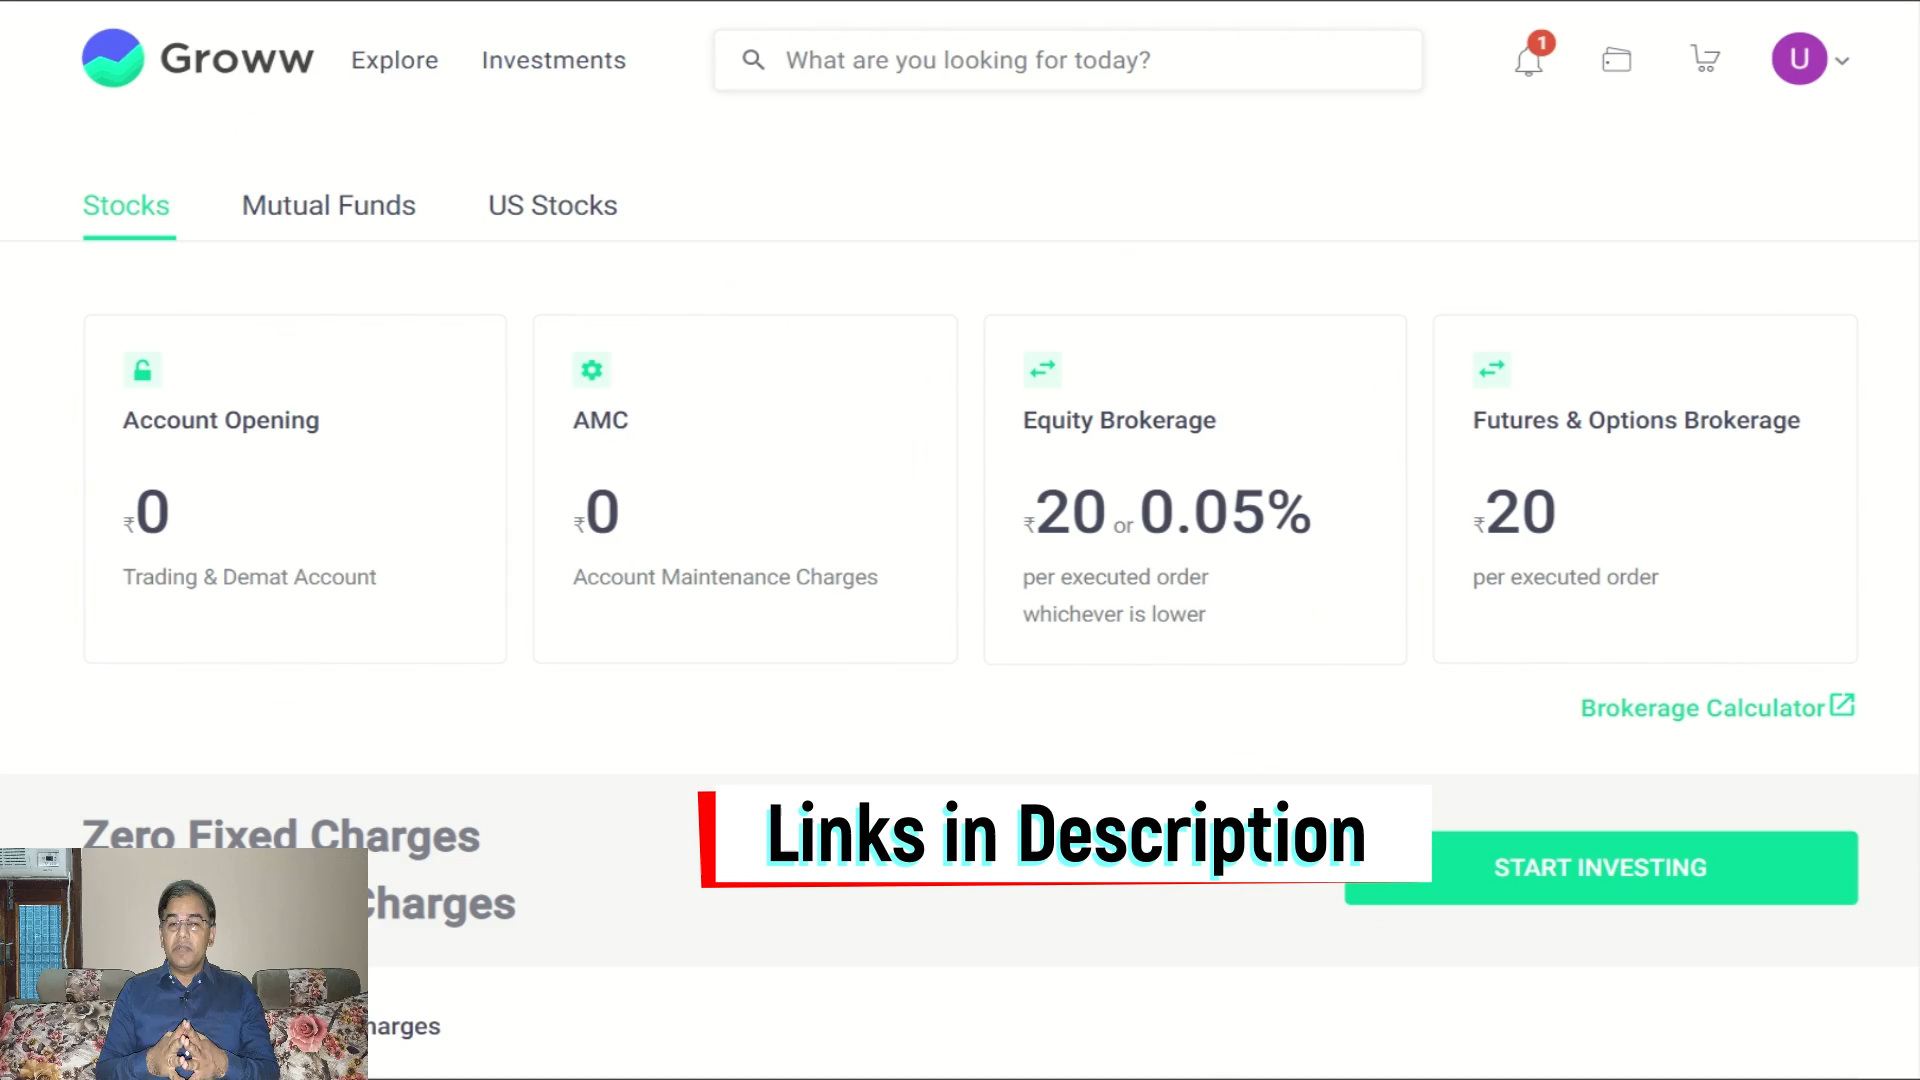 Groww
Explore
Investments
What are you looking for today?
1
U
Stocks
Mutual Funds
US Stocks
Account Opening
₹0
Trading & Demat Account
AMC
₹0
Account Maintenance Charges
Equity Brokerage
₹20 or 0.05%
per executed order
whichever is lower
Futures & Options Brokerage
₹20
per executed order
Brokerage Calculator
Zero Fixed Charges
Charges
Links in Description
START INVESTING